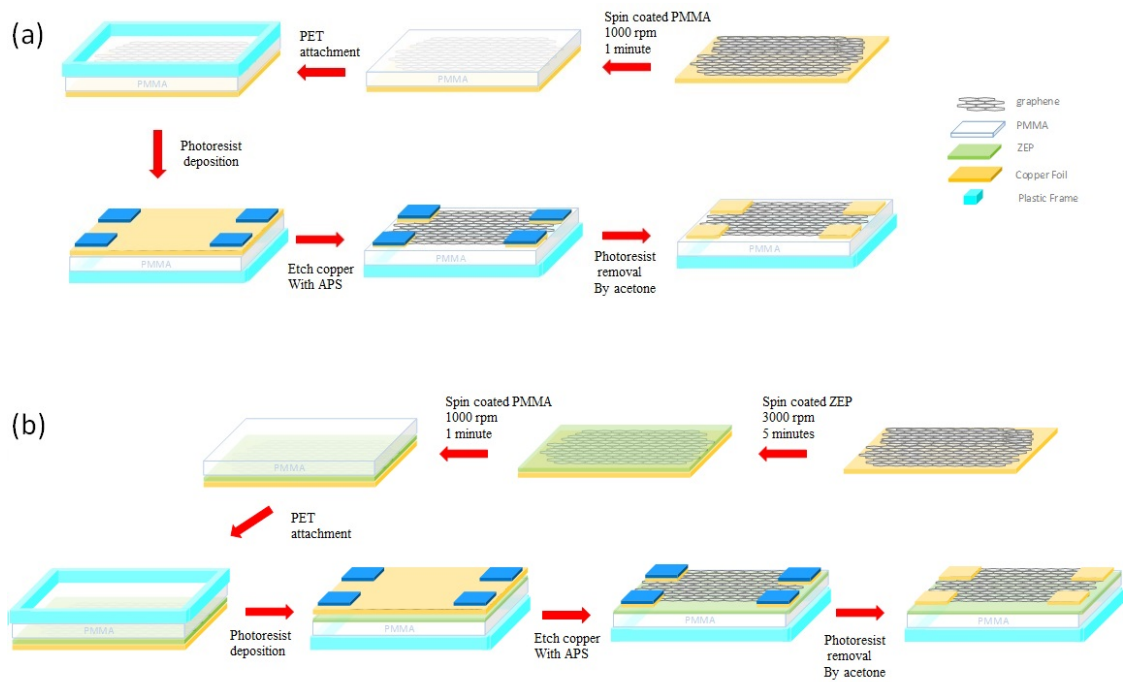 (a)
Spin coated PMMA
1000 rpm
1 minute
PET
attachment
PMMA
PMMA
graphene
PMMA
ZEP
Copper Foil
Plastic Frame
Photoresist
deposition
PMMA
Etch copper
With APS
PMMA
Photoresist
removal
By acetone
PMMA
(b)
Spin coated ZEP
3000 rpm
5 minutes
Spin coated PMMA
1000 rpm
1 minute
PMMA
PET
attachment
PMMA
Photoresist
deposition
PMMA
Etch copper
With APS
PMMA
Photoresist
removal
By acetone
PMMA